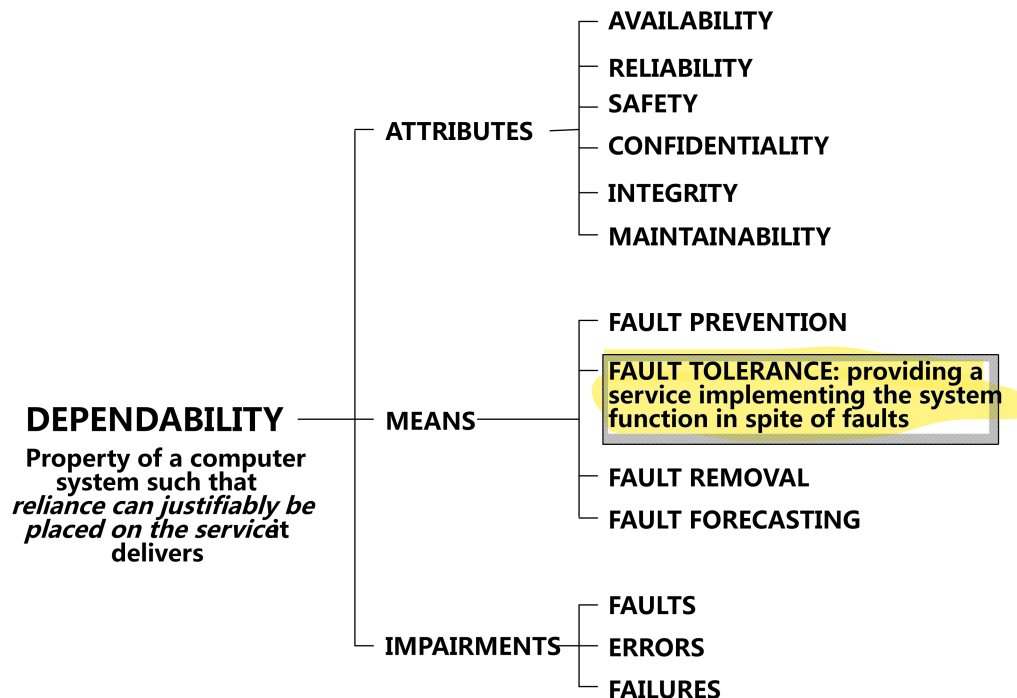 AVAILABILITY
RELIABILITY
SAFETY
ATTRIBUTES
CONFIDENTIALITY
INTEGRITY
MAINTAINABILITY
FAULT PREVENTION
FAULT TOLERANCE: providing a
service implementing the system
function in spite of faults
DEPENDABILITY
MEANS
Property of a computer
system such that
reliance can justifiably be
placed on the service it
delivers
FAULT REMOVAL
FAULT FORECASTING
FAULTS
IMPAIRMENTS
ERRORS
FAILURES